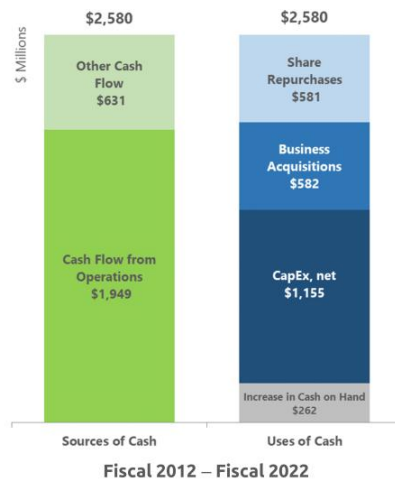 $2,580
$2,580
$ Millions
Other Cash
Flow
$631
Cash Flow from
Operations
$1,949
Share
Repurchases
$581
Business
Acquisitions
$582
CapEx, net
$1,155
Increase in Cash on Hand
$262
Sources of Cash
Uses of Cash
Fiscal 2012 – Fiscal 2022